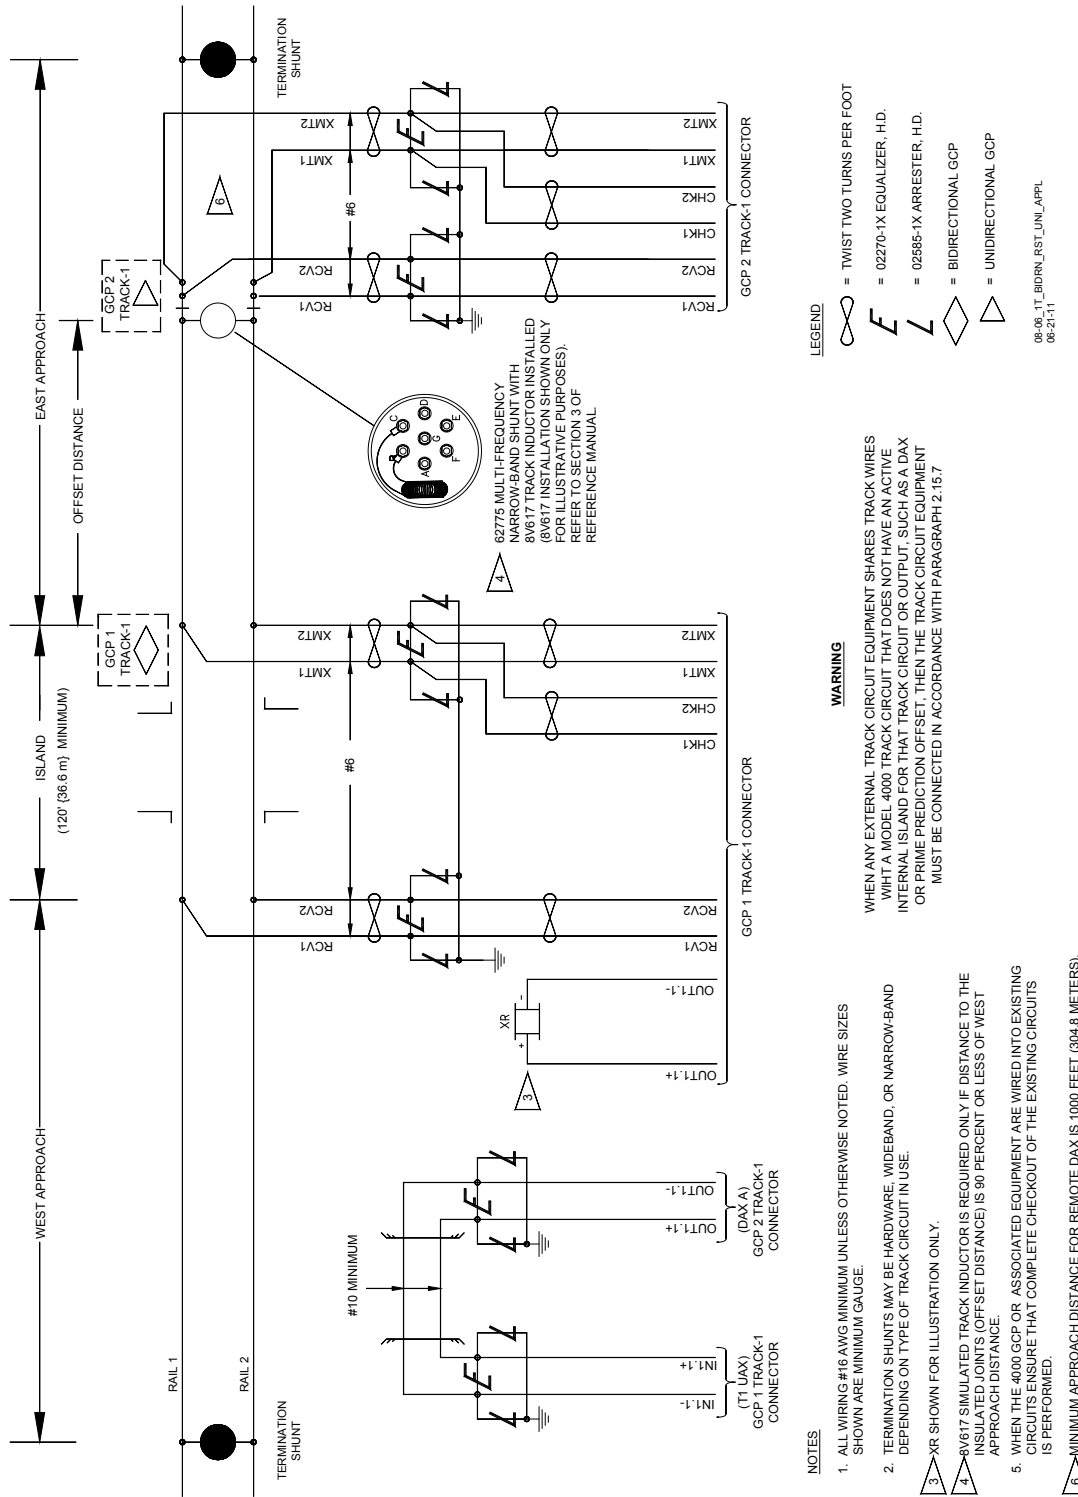 WEST APPROACH
ISLAND
(120' {36.6 m} MINIMUM)
EAST APPROACH
OFFSET DISTANCE
GCP 1
TRACK-1
GCP 2
TRACK-1
RAIL 1
RAIL 2
TERMINATION
SHUNT
TERMINATION
SHUNT
6
#10 MINIMUM
IN1.1-
IN1.1+
(T1 UAX)
GCP 1 TRACK-1
CONNECTOR
OUT1.1+
OUT1.1-
(DAX A)
GCP 2 TRACK-1
CONNECTOR
3
XR
+
-
OUT1.1+
OUT1.1-
RCV1
RCV2
#6
XMT1
XMT2
RCV1
RCV2
CHK1
CHK2
XMT1
XMT2
GCP 1 TRACK-1 CONNECTOR
A
C
D
E
F
G
4
62775 MULTI-FREQUENCY
NARROW-BAND SHUNT WITH
8V617 TRACK INDUCTOR INSTALLED
(8V617 INSTALLATION SHOWN ONLY
FOR ILLUSTRATIVE PURPOSES).
REFER TO SECTION 3 OF
REFERENCE MANUAL.
RCV1
RCV2
#6
XMT1
XMT2
RCV1
RCV2
CHK1
CHK2
XMT1
XMT2
GCP 2 TRACK-1 CONNECTOR
NOTES
1. ALL WIRING #16 AWG MINIMUM UNLESS OTHERWISE NOTED. WIRE SIZES
SHOWN ARE MINIMUM GAUGE.
2. TERMINATION SHUNTS MAY BE HARDWARE, WIDEBAND, OR NARROW-BAND
DEPENDING ON TYPE OF TRACK CIRCUIT IN USE.
3 XR SHOWN FOR ILLUSTRATION ONLY.
4 8V617 SIMULATED TRACK INDUCTOR IS REQUIRED ONLY IF DISTANCE TO THE
INSULATED JOINTS (OFFSET DISTANCE) IS 90 PERCENT OR LESS OF WEST
APPROACH DISTANCE.
5. WHEN THE 4000 GCP OR ASSOCIATED EQUIPMENT ARE WIRED INTO EXISTING
CIRCUITS ENSURE THAT COMPLETE CHECKOUT OF THE EXISTING CIRCUITS
IS PERFORMED.
6 MINIMUM APPROACH DISTANCE FOR REMOTE DAX IS 1000 FEET (304.8 METERS).
WARNING
WHEN ANY EXTERNAL TRACK CIRCUIT EQUIPMENT SHARES TRACK WIRES
WIHT A MODEL 4000 TRACK CIRCUIT THAT DOES NOT HAVE AN ACTIVE
INTERNAL ISLAND FOR THAT TRACK CIRCUIT OR OUTPUT, SUCH AS A DAX
OR PRIME PREDICTION OFFSET, THEN THE TRACK CIRCUIT EQUIPMENT
MUST BE CONNECTED IN ACCORDANCE WITH PARAGRAPH 2.15.7
LEGEND
= TWIST TWO TURNS PER FOOT
= 02270-1X EQUALIZER, H.D.
= 02585-1X ARRESTER, H.D.
= BIDIRECTIONAL GCP
= UNIDIRECTIONAL GCP
08-06_1T_BIDRN_RST_UNI_APPL
06-21-11